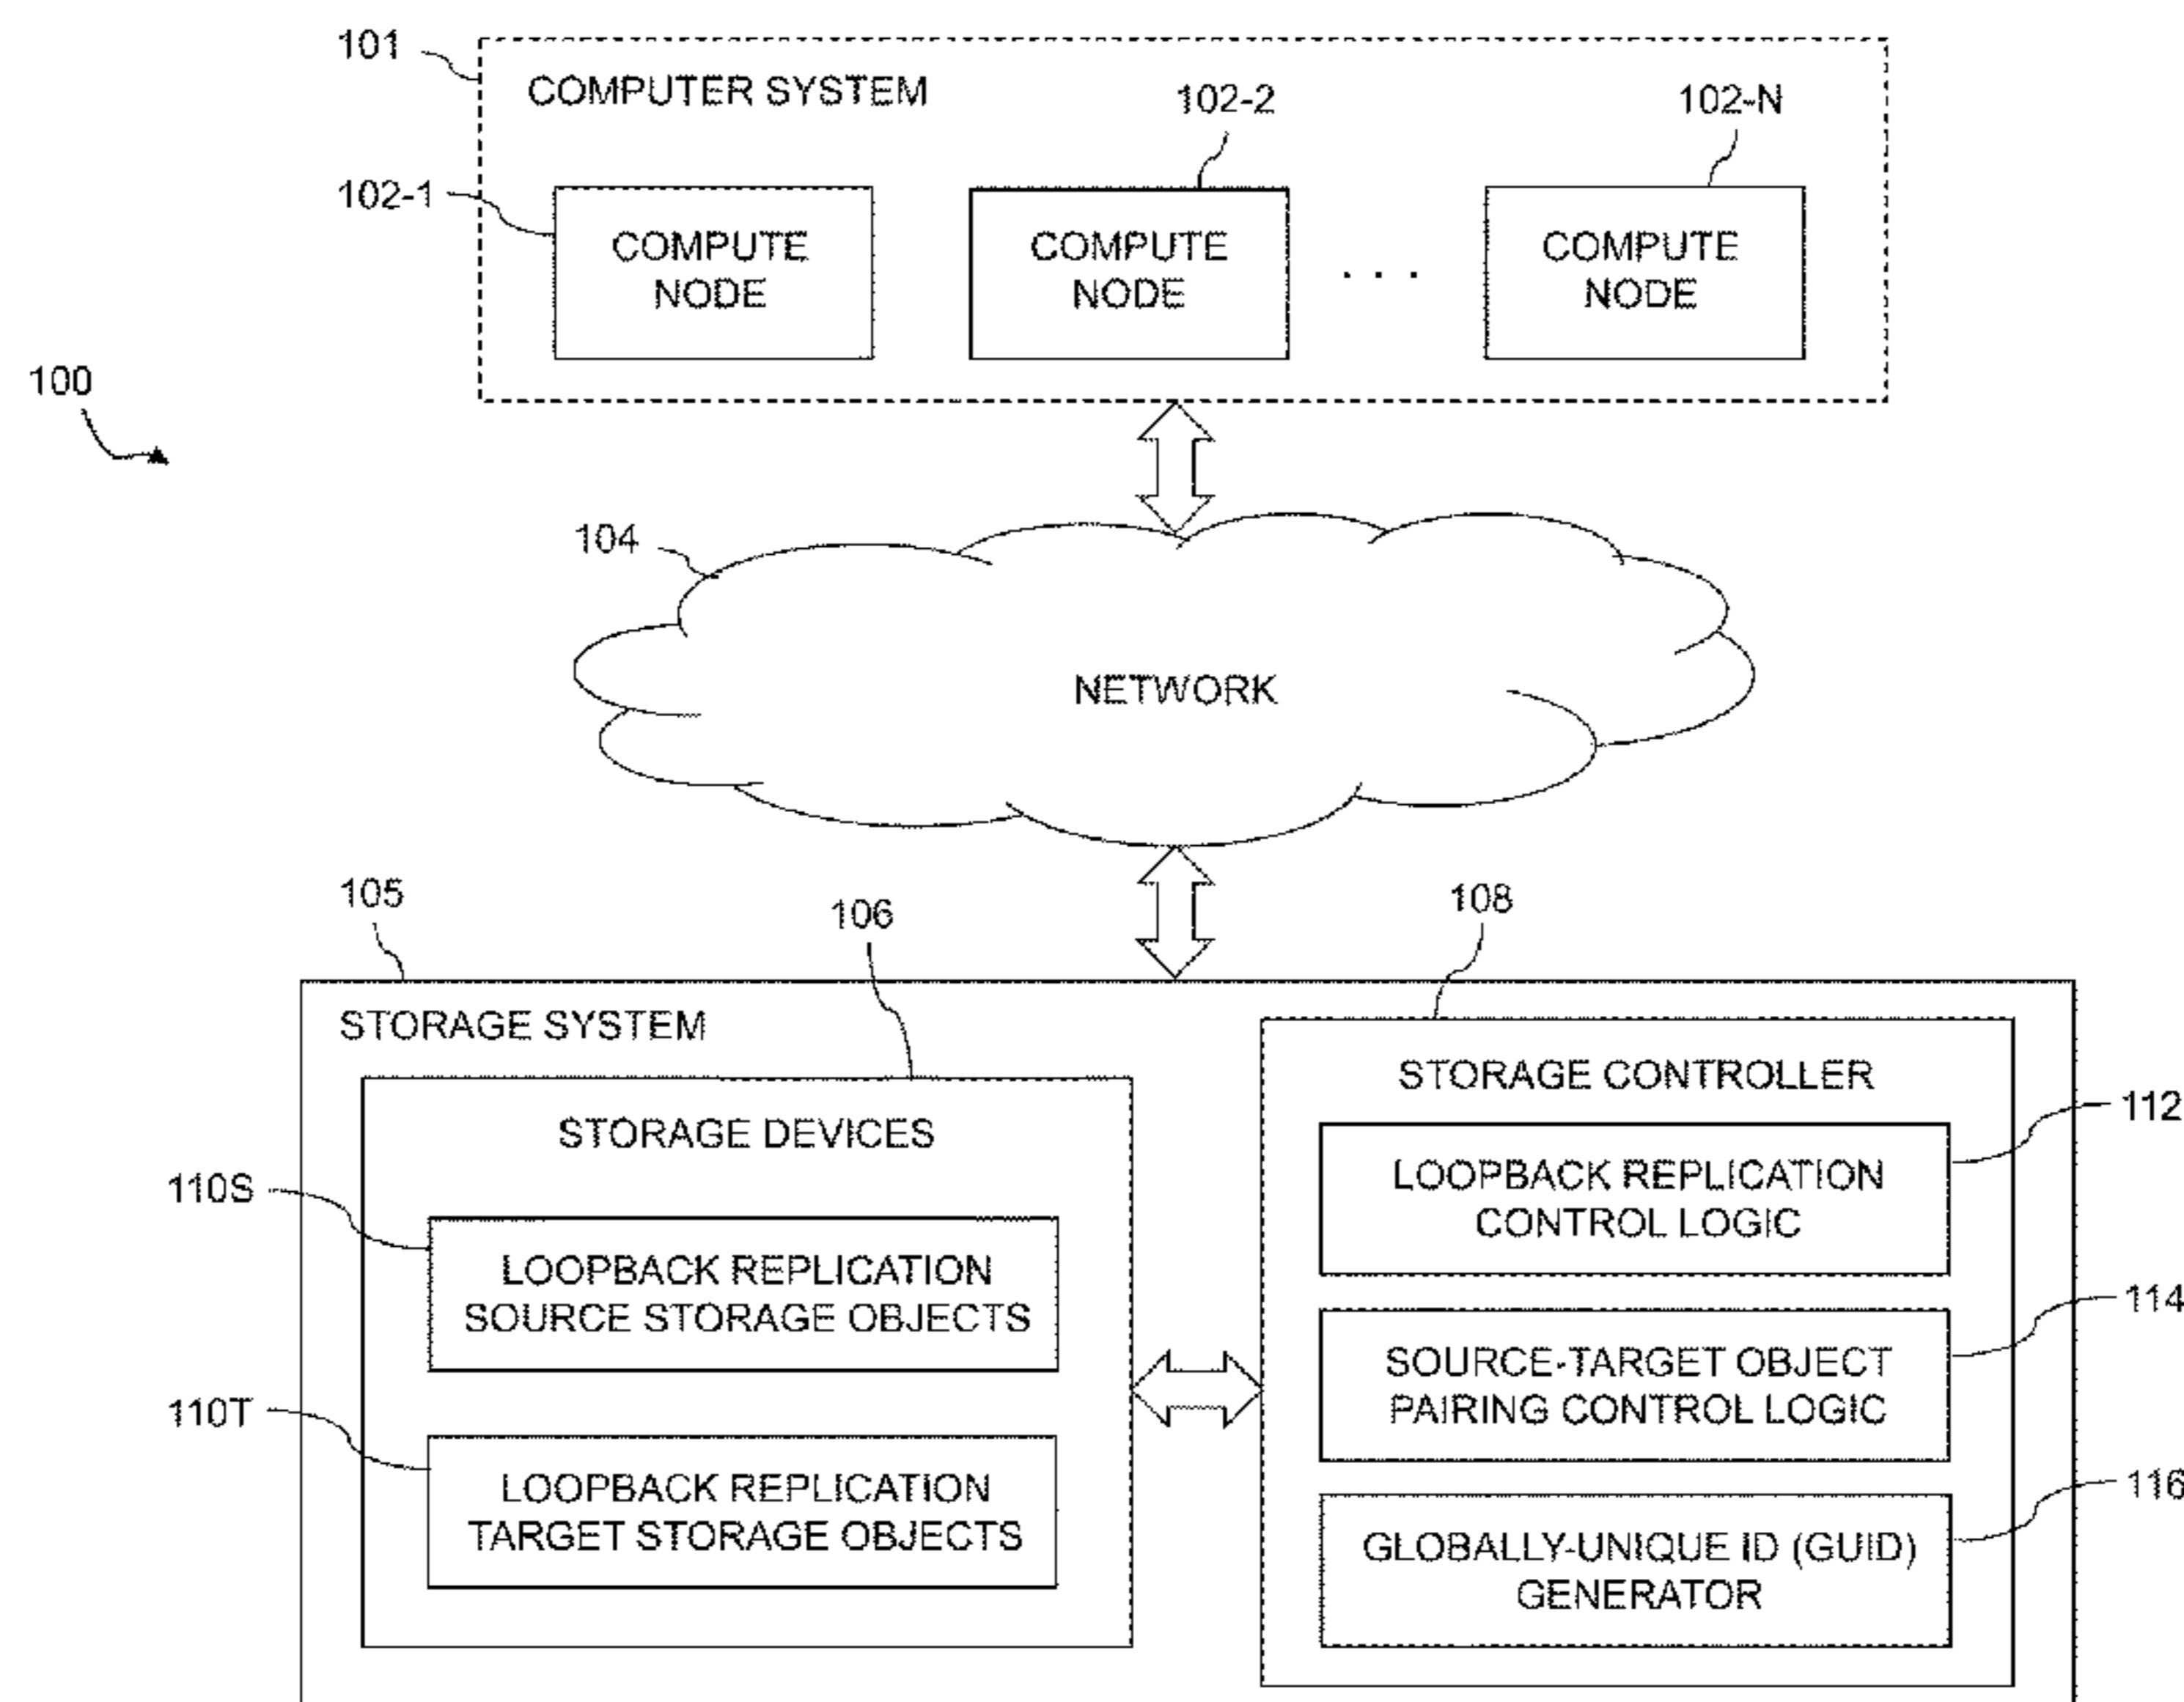 101
COMPUTER SYSTEM
102-2
102-N
102-1
COMPUTE
NODE
COMPUTE
NODE
. . .
COMPUTE
NODE
100
104
NETWORK
105
106
108
STORAGE SYSTEM
STORAGE DEVICES
110S
LOOPBACK REPLICATION
SOURCE STORAGE OBJECTS
110T
LOOPBACK REPLICATION
TARGET STORAGE OBJECTS
STORAGE CONTROLLER
112
LOOPBACK REPLICATION
CONTROL LOGIC
114
SOURCE-TARGET OBJECT
PAIRING CONTROL LOGIC
116
GLOBALLY-UNIQUE ID (GUID)
GENERATOR